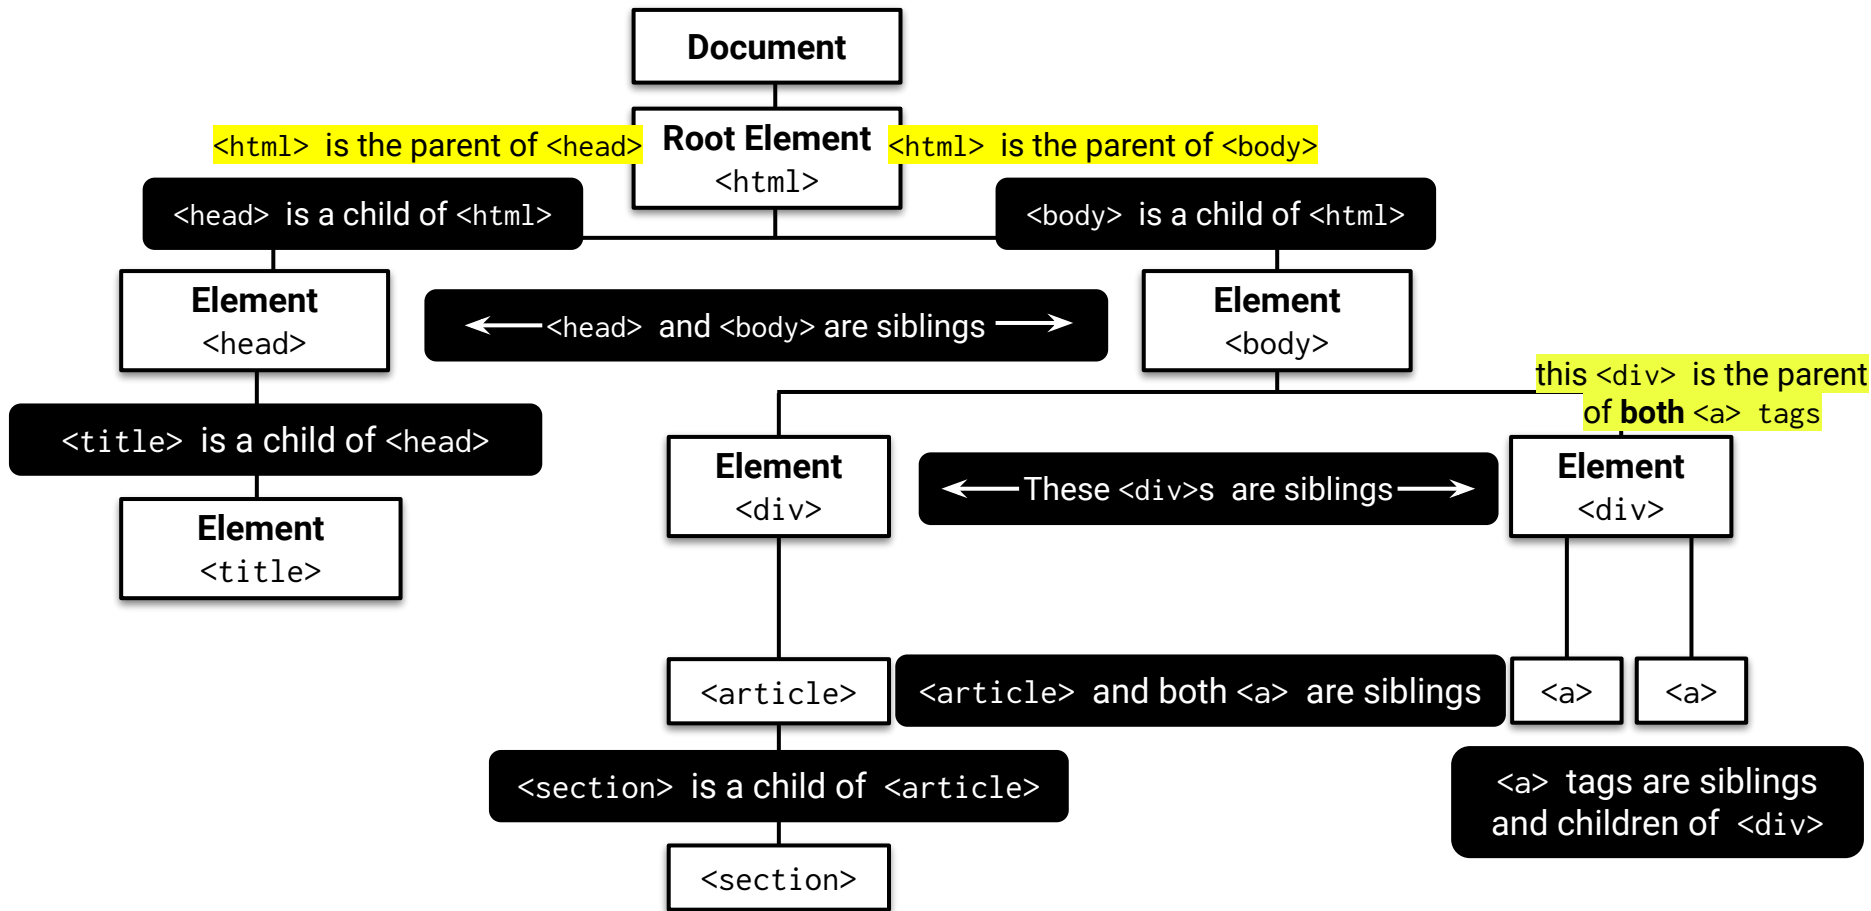 Document
<html> is the parent of <head>
Root Element
<html>
<html> is the parent of <body>
<head> is a child of <html>
<body> is a child of <html>
Element
<head>
<head> and <body> are siblings
Element
<body>
this <div> is the parent
of both <a> tags
<title> is a child of <head>
Element
<title>
Element
<div>
These <div>s are siblings
Element
<div>
<article>
<article> and both <a> are siblings
<a>
<a>
<section> is a child of <article>
<a> tags are siblings
and children of <div>
<section>